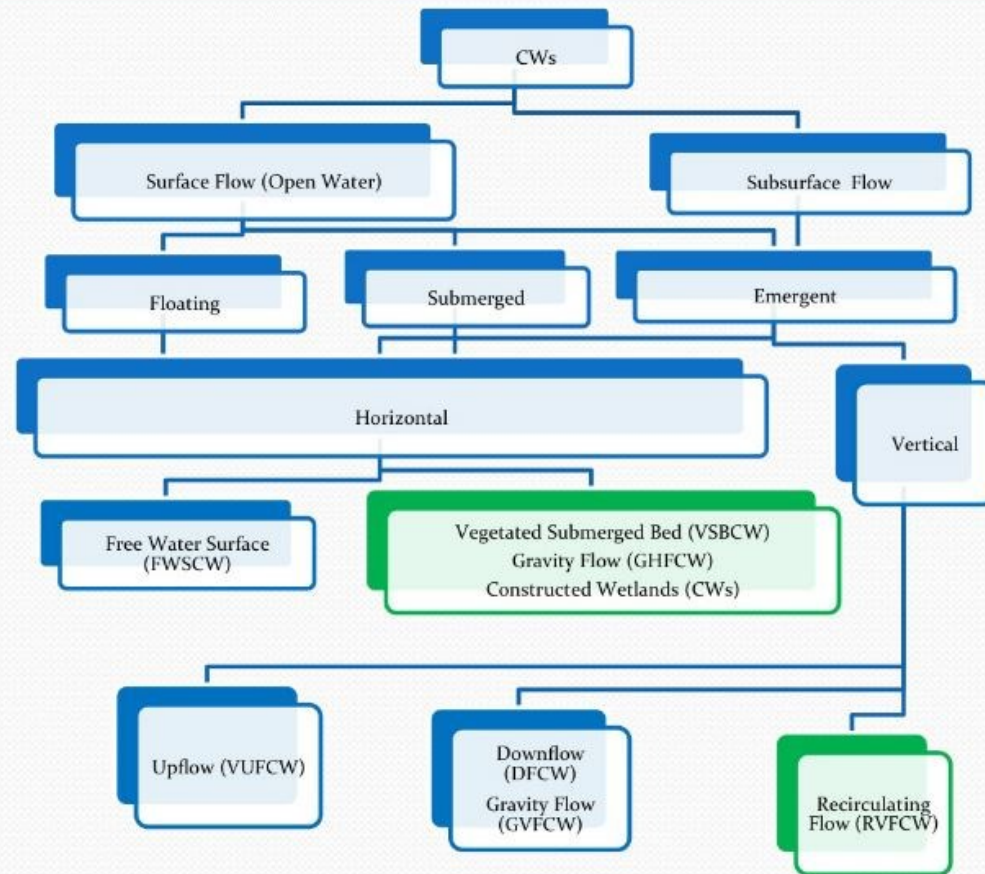 CWs
Surface Flow (Open Water)
Subsurface Flow
Floating
Submerged
Emergent
Horizontal
Vertical
Free Water Surface
(FWSCW)
Vegetated Submerged Bed (VSBCW)
Gravity Flow (GHFCW)
Constructed Wetlands (CWs)
Upflow (VUFCW)
Downflow
(DFCW)
Gravity Flow
(GVFCW)
Recirculating
Flow (RVFCW)